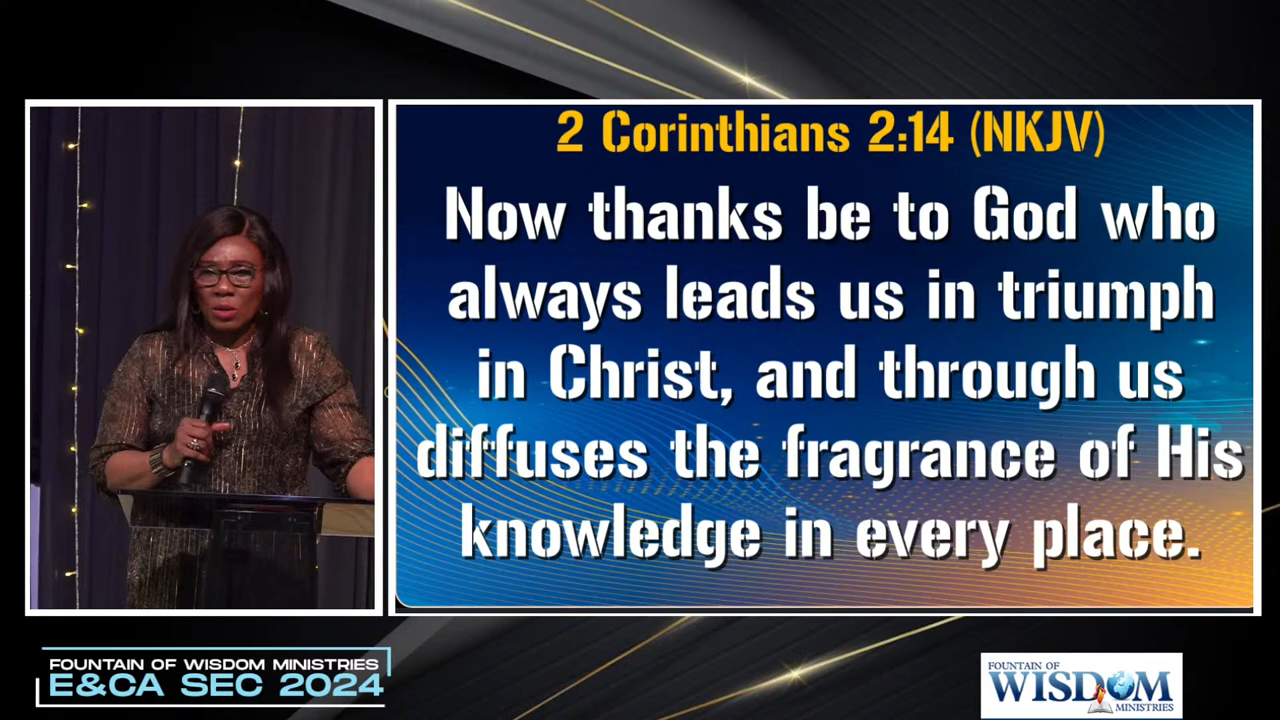 2 Corinthians 2:14 (NKJV)
Now thanks be to God who
always leads us in triumph
in Christ, and through us
diffuses the fragrance of His
knowledge in every place.
FOUNTAIN OF WISDOM MINISTRIES
E&CA SEC 2024
FOUNTAIN OF
WISDOM
MINISTRIES